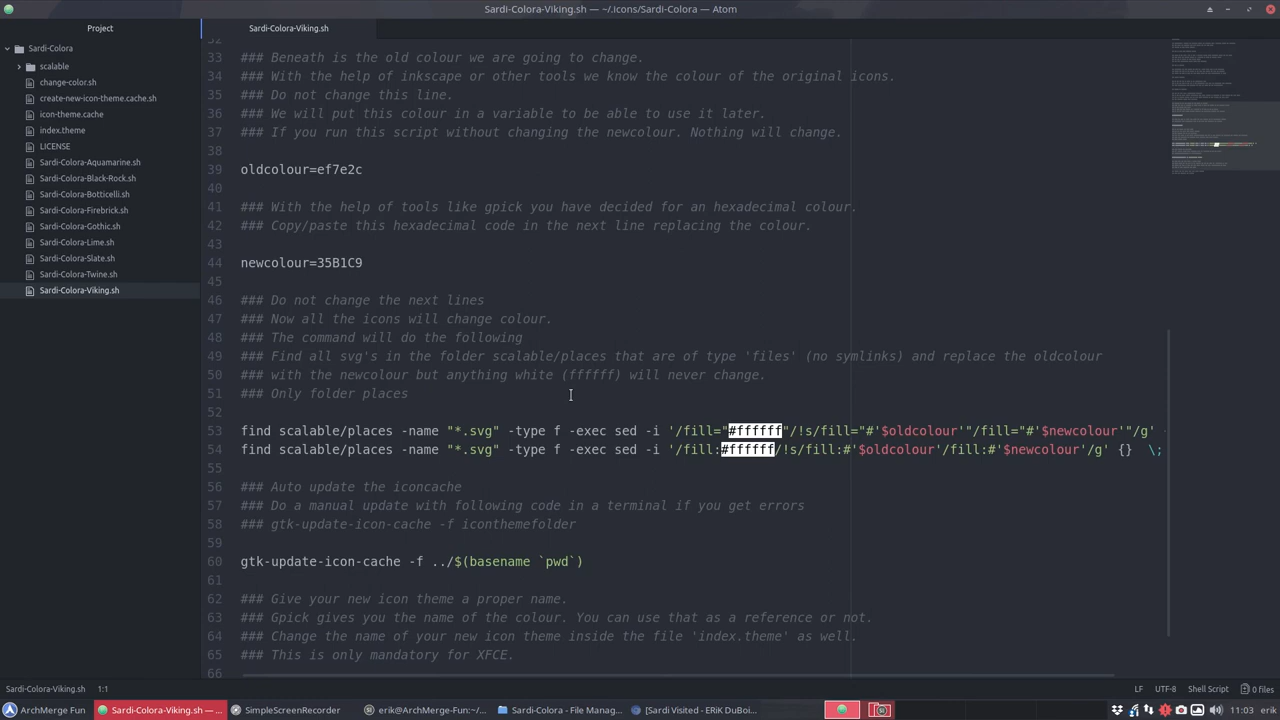 Sardi-Colora-Viking.sh — ~/.icons/Sardi-Colora — Atom
Project
Sardi-Colora-Viking.sh
Sardi-Colora
scalable
change-color.sh
create-new-icon-theme.cache.sh
icon-theme.cache
index.theme
LICENSE
Sardi-Colora-Aquamarine.sh
Sardi-Colora-Black-Rock.sh
Sardi-Colora-Botticelli.sh
Sardi-Colora-Firebrick.sh
Sardi-Colora-Gothic.sh
Sardi-Colora-Lime.sh
Sardi-Colora-Slate.sh
Sardi-Colora-Twine.sh
Sardi-Colora-Viking.sh
32
33 ### Beneath is the old colour we are going to change.
34 ### With the help of inkscape or other tools we know the colour of the original icons.
35 ### Do not change this line.
36 ### We will put this colour in a variable to be able to use it later.
37 ### If you run this script without changing the newcolour. Nothing will change.
38
39 oldcolour=ef7e2c
40
41 ### With the help of tools like gpick you have decided for an hexadecimal colour.
42 ### Copy/paste this hexadecimal code in the next line replacing the colour.
43
44 newcolour=35B1C9
45
46 ### Do not change the next lines
47 ### Now all the icons will change colour.
48 ### The command will do the following
49 ### Find all svg's in the folder scalable/places that are of type 'files' (no symlinks) and replace the oldcolour
50 ### with the newcolour but anything white (ffffff) will never change.
51 ### Only folder places
52
53 find scalable/places -name "*.svg" -type f -exec sed -i '/fill="#ffffff"/!s/fill="#'$oldcolour'"/fill="#'$newcolour'"/g'
54 find scalable/places -name "*.svg" -type f -exec sed -i '/fill:#ffffff/!s/fill:#'$oldcolour'/fill:#'$newcolour'/g' {} \;
55
56 ### Auto update the iconcache
57 ### Do a manual update with following code in a terminal if you get errors
58 ### gtk-update-icon-cache -f iconthemefolder
59
60 gtk-update-icon-cache -f ../$(basename `pwd`)
61
62 ### Give your new icon theme a proper name.
63 ### Gpick gives you the name of the colour. You can use that as a reference or not.
64 ### Change the name of your new icon theme inside the file 'index.theme' as well.
65 ### This is only mandatory for XFCE.
66
Sardi-Colora-Viking.sh 1:1 LF UTF-8 Shell Script 0 files
ArchMerge Fun Sardi-Colora-Viking.sh — ... SimpleScreenRecorder erik@ArchMerge-Fun:~/... Sardi-Colora - File Manag... [Sardi Visited - ERiK DuBoi... 11:03 erik